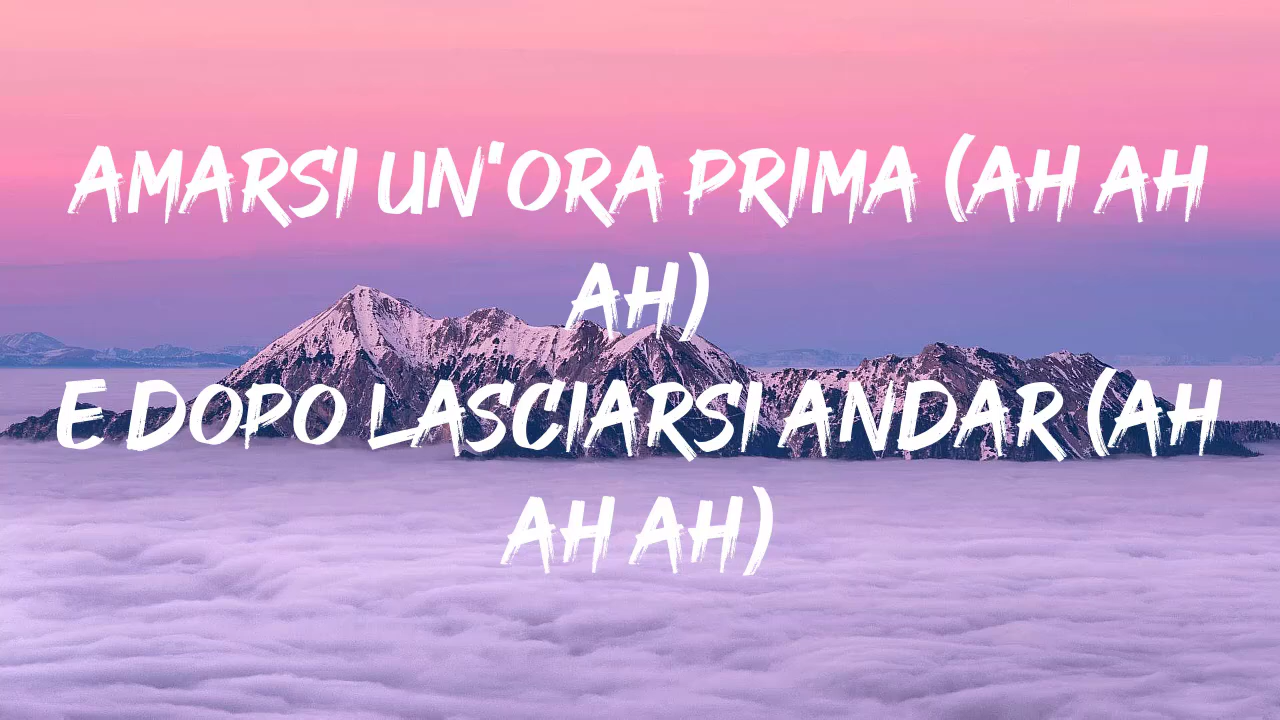 AMARSI UN'ORA PRIMA (AH AH
AH)
E DOPO LASCIARSI ANDAR (AH
AH AH)